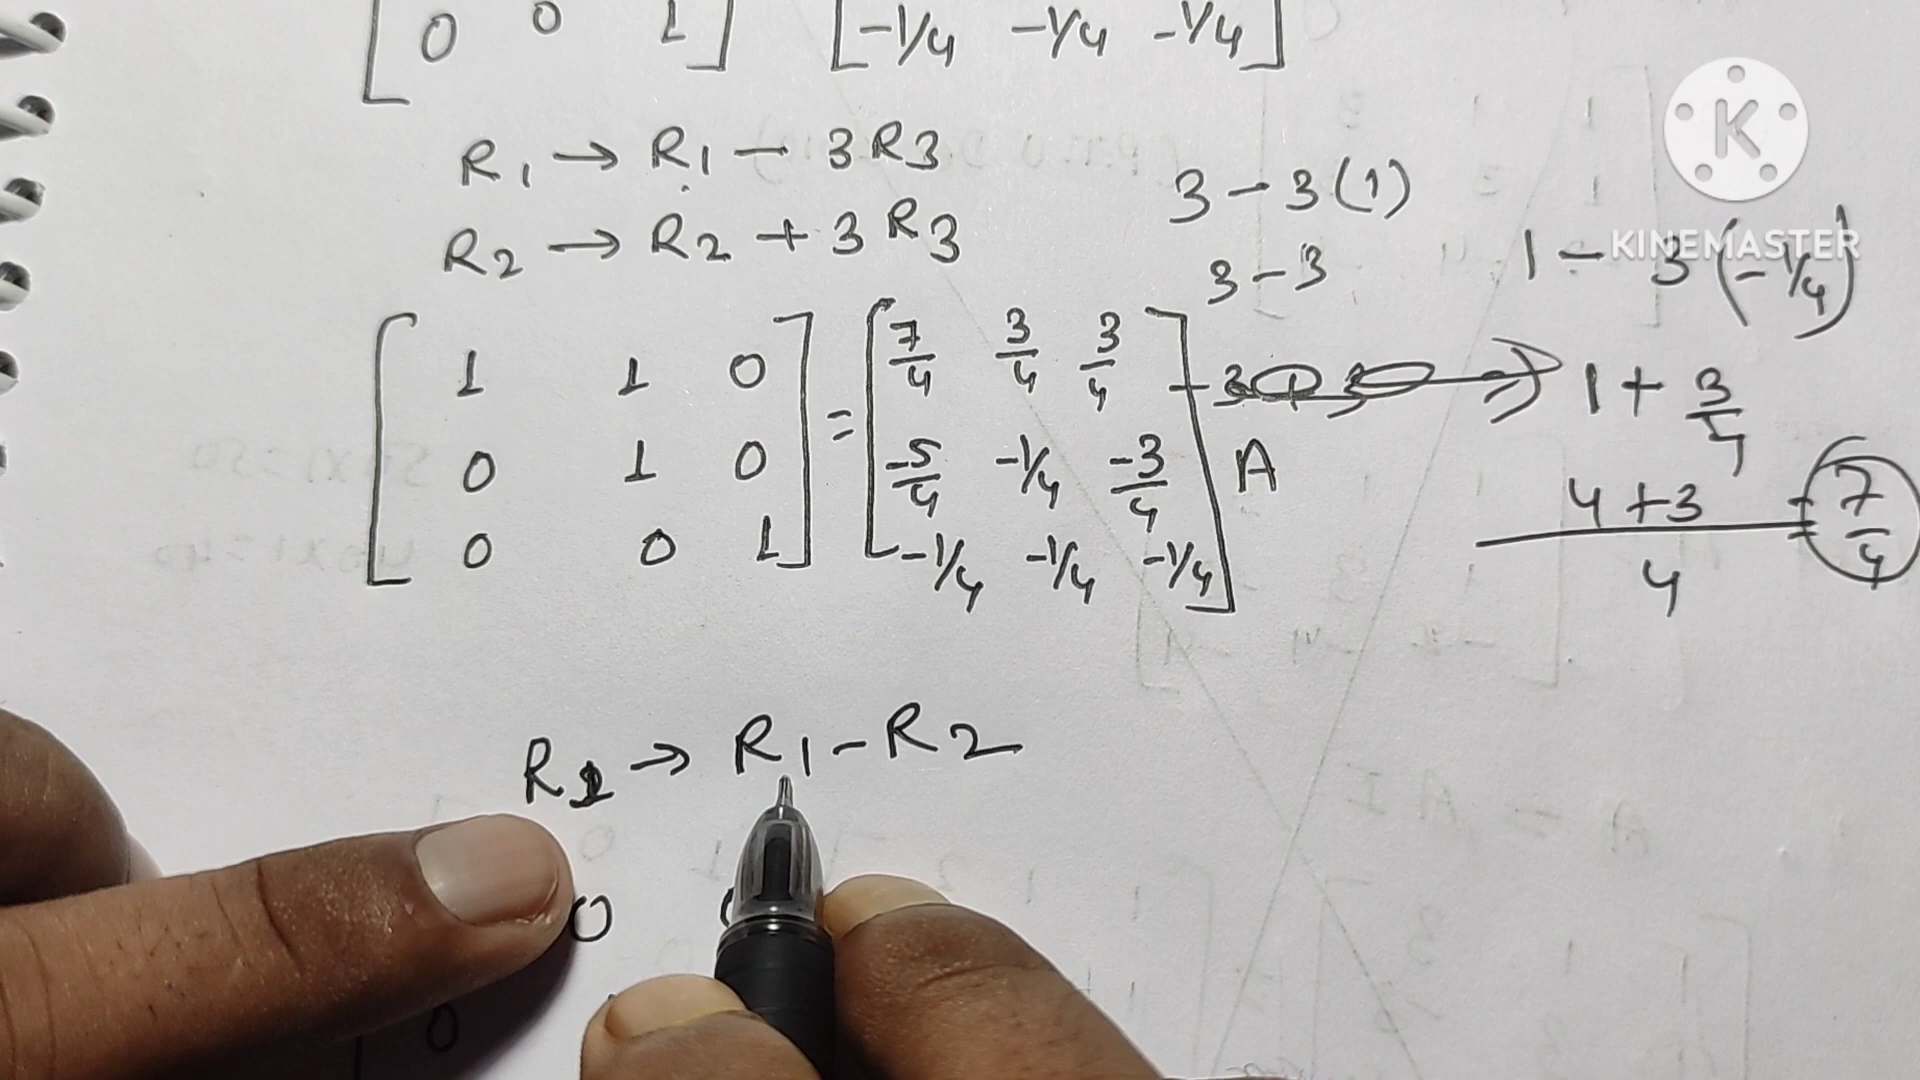 0 0 1 ] [ -1/4 -1/4 -1/4 ]
R1 → R1 - 3R3
R2 → R2 + 3R3
3 - 3(1)
3 - 3
K
KINEMASTER
1 - 3(-1/4)
1 + 3/4
4+3/4 = 7/4
[ 1 1 0 ] = [ 7/4 3/4 3/4 ]
0 1 0 -5/4 -1/4 -3/4 A
0 0 1 -1/4 -1/4 -1/4
R1 → R1 - R2
0
0